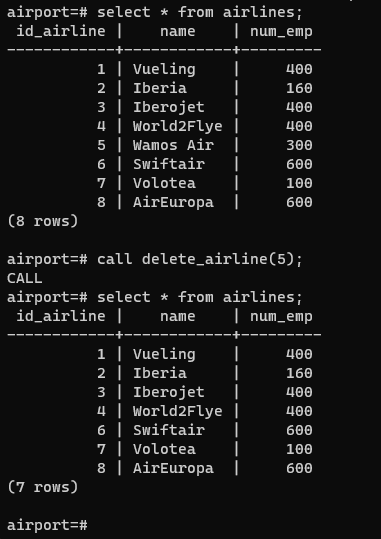 airport=# select * from airlines;
 id_airline |    name    | num_emp
------------+------------+---------
          1 | Vueling    |     400
          2 | Iberia     |     160
          3 | Iberojet   |     400
          4 | World2Flye |     400
          5 | Wamos Air  |     300
          6 | Swiftair   |     600
          7 | Volotea    |     100
          8 | AirEuropa  |     600
(8 rows)

airport=# call delete_airline(5);
CALL
airport=# select * from airlines;
 id_airline |    name    | num_emp
------------+------------+---------
          1 | Vueling    |     400
          2 | Iberia     |     160
          3 | Iberojet   |     400
          4 | World2Flye |     400
          6 | Swiftair   |     600
          7 | Volotea    |     100
          8 | AirEuropa  |     600
(7 rows)

airport=#